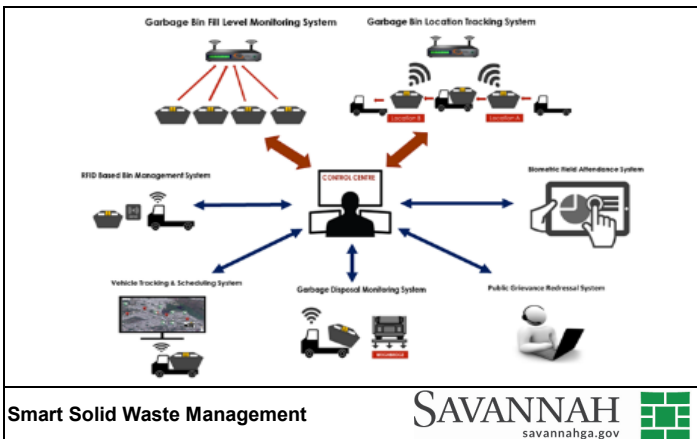 Garbage Bin Fill Level Monitoring System
Garbage Bin Location Tracking System
Location B
Location A
RFID Based Bin Management System
CONTROL CENTRE
Biometric Field Attendance System
Vehicle Tracking & Scheduling System
Garbage Disposal Monitoring System
Public Grievance Redressal System
WEIGHBRIDGE
Smart Solid Waste Management
SAVANNAH
savannahga.gov